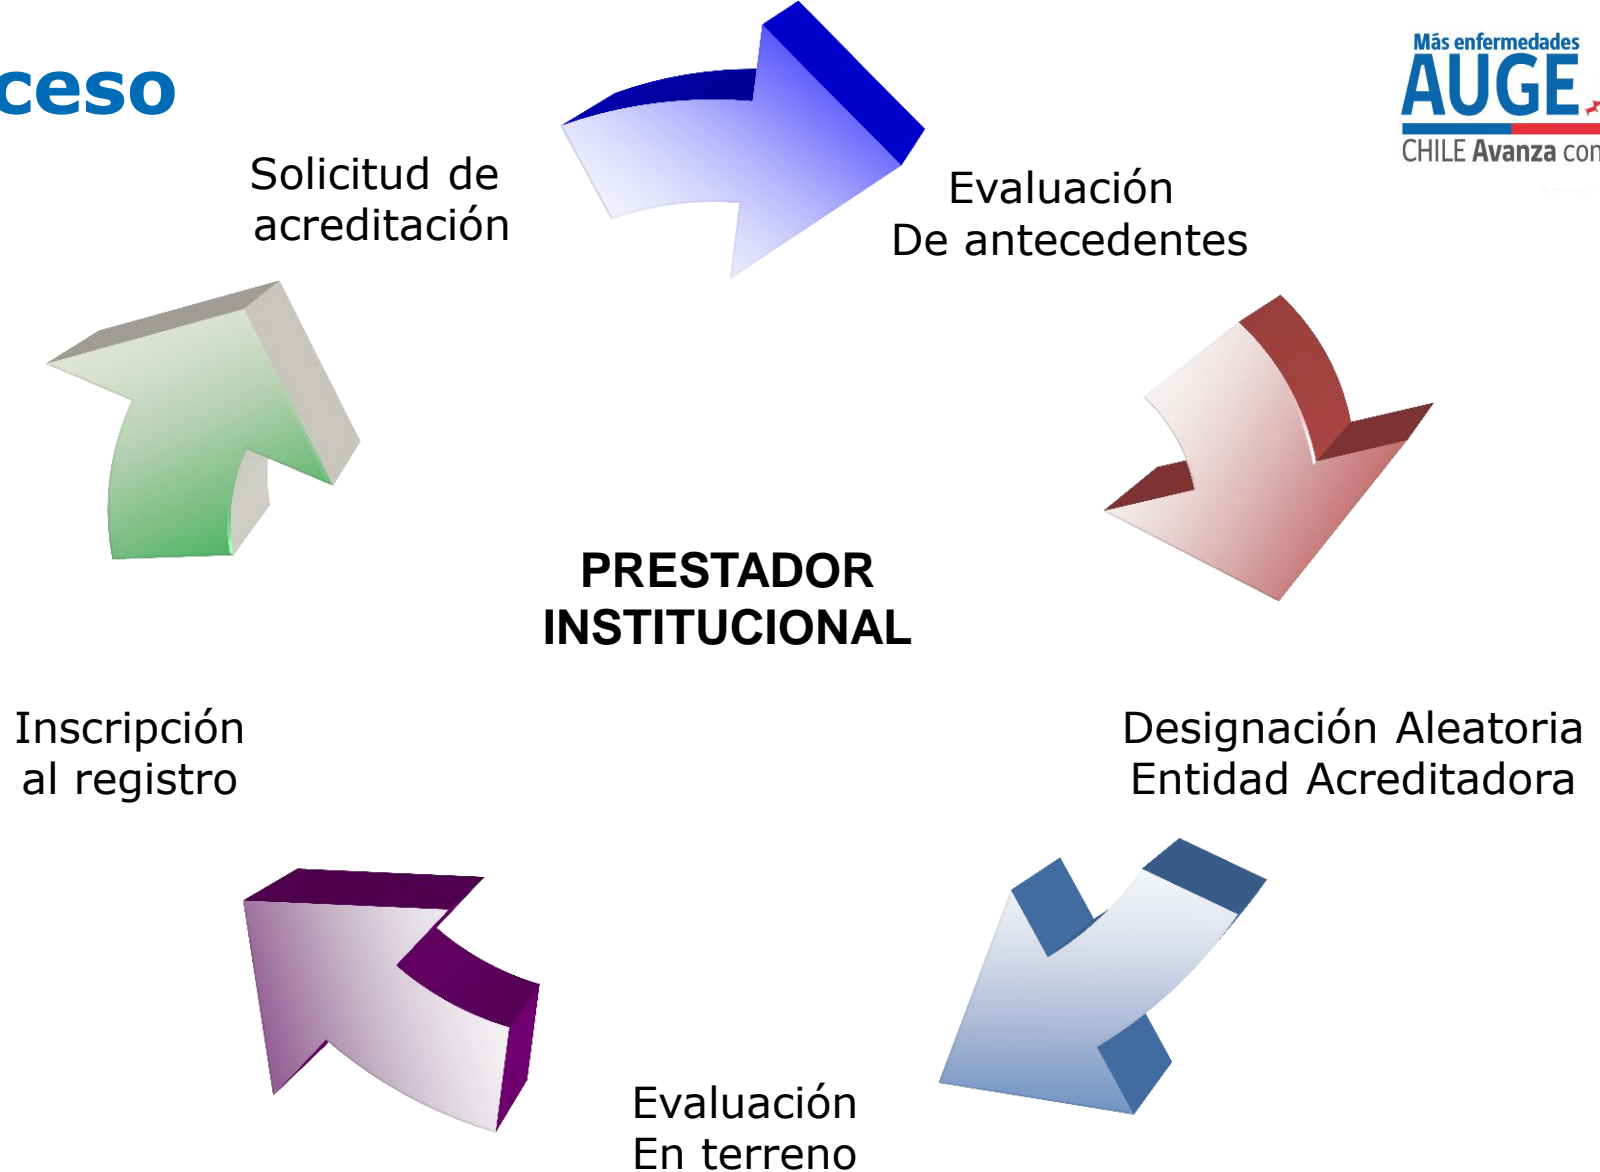 ceso
Más enfermedades
AUGE
CHILE Avanza con
Solicitud de
acreditación
Evaluación
De antecedentes
PRESTADOR
INSTITUCIONAL
Inscripción
al registro
Designación Aleatoria
Entidad Acreditadora
Evaluación
En terreno